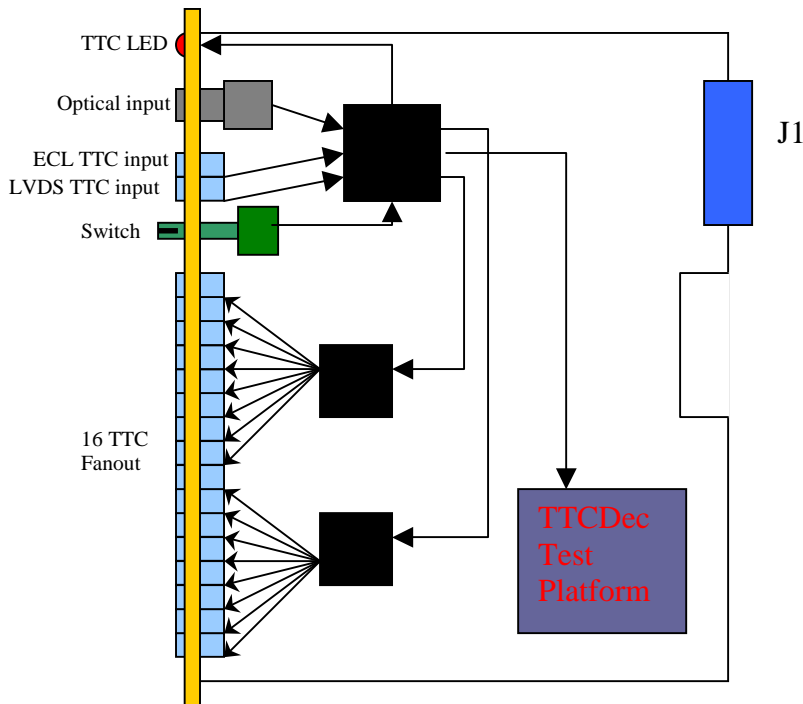 TTC LED
Optical input
J1
ECL TTC input
LVDS TTC input
Switch
16 TTC
Fanout
TTCDec
Test
Platform